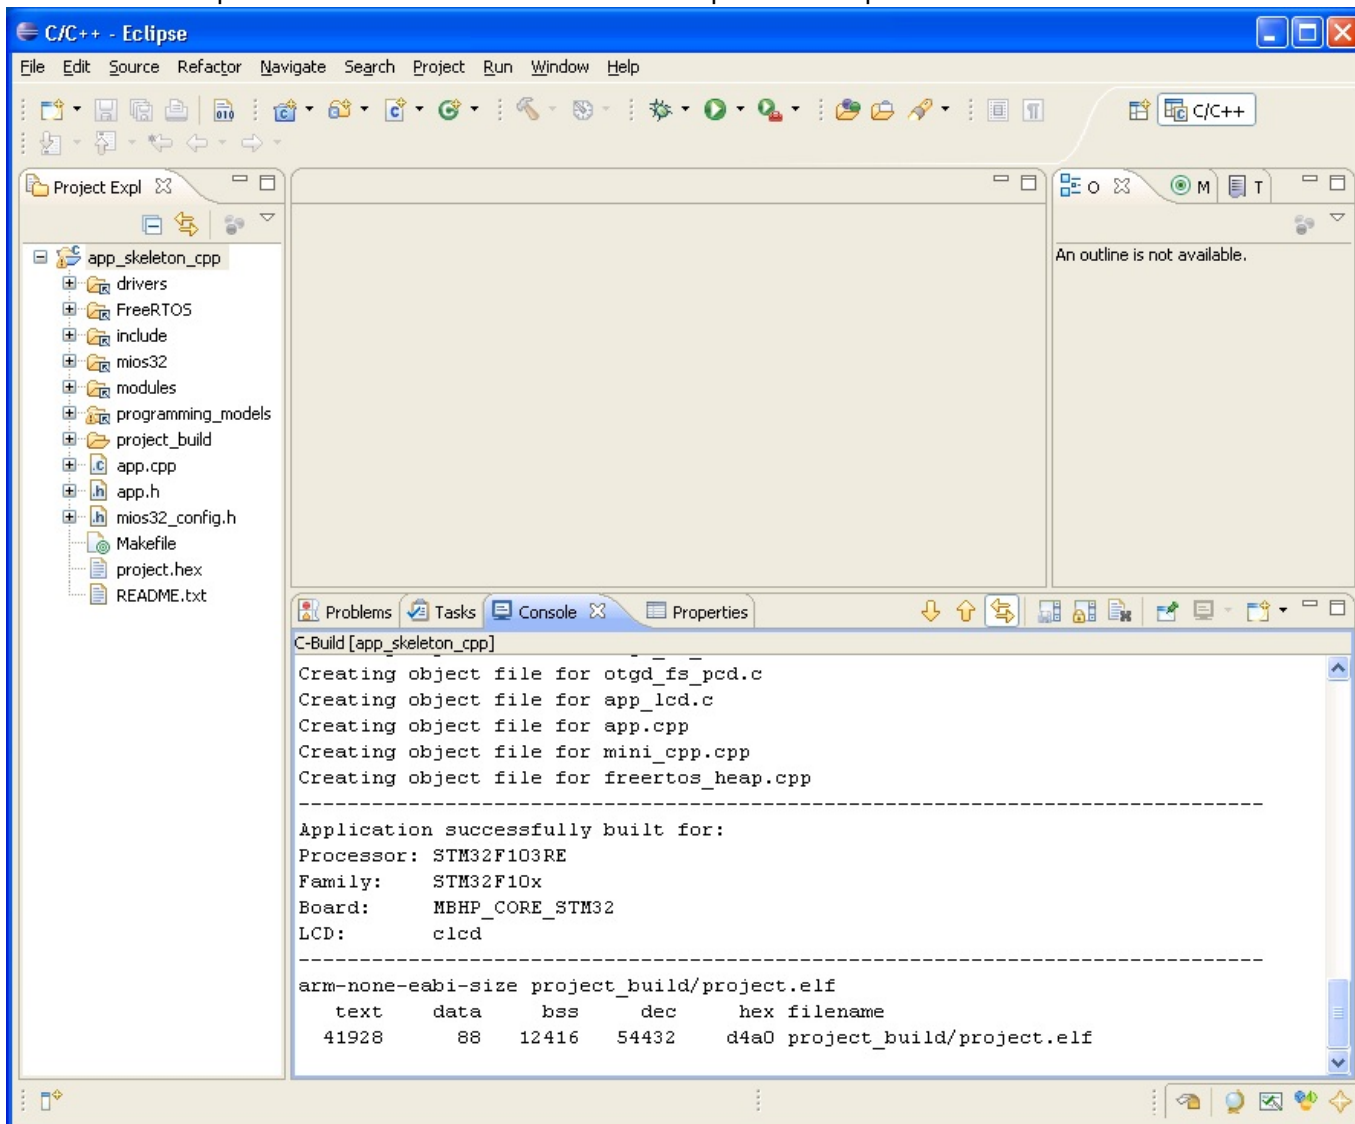 C/C++ - Eclipse
File Edit Source Refactor Navigate Search Project Run Window Help
010
C/C++
Project Expl
O M T
app_skeleton_cpp
An outline is not available.
drivers
FreeRTOS
include
mios32
modules
programming_models
project_build
app.cpp
app.h
mios32_config.h
Makefile
project.hex
README.txt
Problems Tasks Console Properties
C-Build [app_skeleton_cpp]
Creating object file for otgd_fs_pcd.c
Creating object file for app_lcd.c
Creating object file for app.cpp
Creating object file for mini_cpp.cpp
Creating object file for freertos_heap.cpp
-------------------------------------------------------------------------------
Application successfully built for:
Processor: STM32F103RE
Family: STM32F10x
Board: MBHP_CORE_STM32
LCD: clcd
-------------------------------------------------------------------------------
arm-none-eabi-size project_build/project.elf
text data bss dec hex filename
41928 88 12416 54432 d4a0 project_build/project.elf